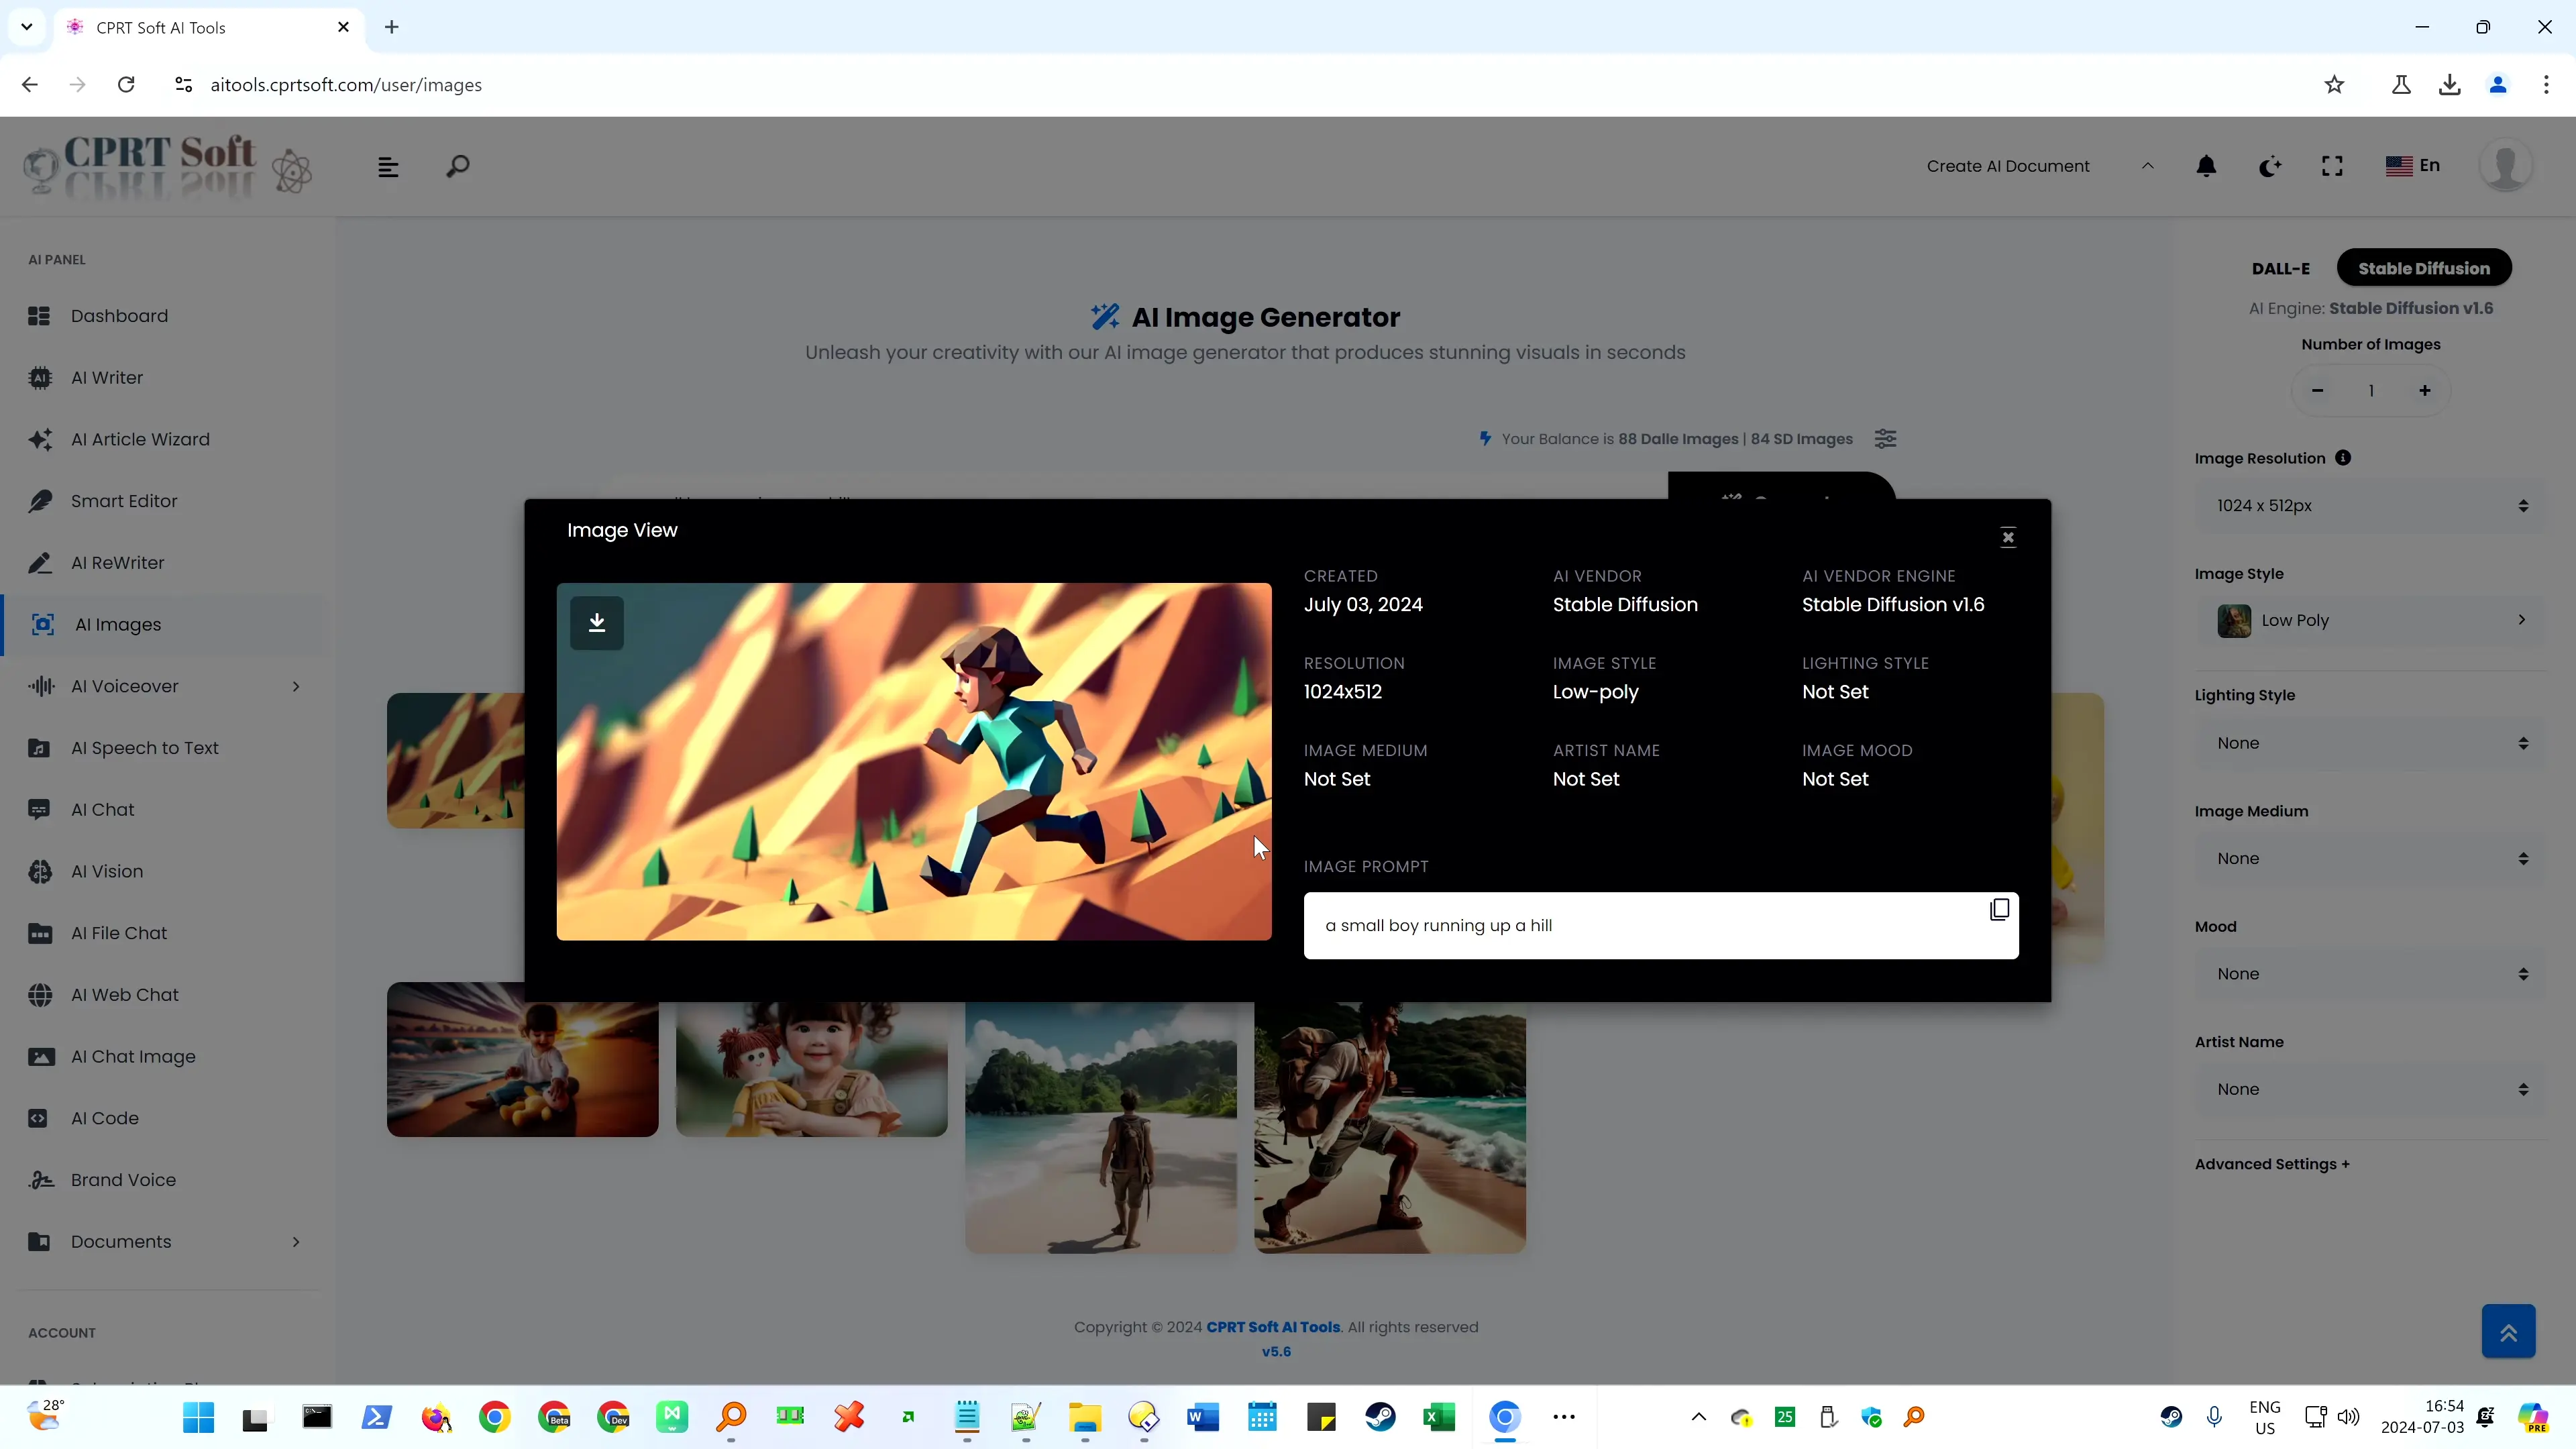 CPRT Soft AI Tools
aitools.cprtsoft.com/user/images
CPRT Soft
Create AI Document
En
AI PANEL
Dashboard
AI Writer
AI Article Wizard
Smart Editor
AI ReWriter
AI Images
AI Voiceover
AI Speech to Text
AI Chat
AI Vision
AI File Chat
AI Web Chat
AI Chat Image
AI Code
Brand Voice
Documents
ACCOUNT
AI Image Generator
Unleash your creativity with our AI image generator that produces stunning visuals in seconds
Your Balance is 88 Dalle Images | 84 SD Images
Image View
CREATED
July 03, 2024
AI VENDOR
Stable Diffusion
AI VENDOR ENGINE
Stable Diffusion v1.6
RESOLUTION
1024x512
IMAGE STYLE
Low-poly
LIGHTING STYLE
Not Set
IMAGE MEDIUM
Not Set
ARTIST NAME
Not Set
IMAGE MOOD
Not Set
IMAGE PROMPT
a small boy running up a hill
DALL-E
Stable Diffusion
AI Engine: Stable Diffusion v1.6
Number of Images
1
Image Resolution
1024 x 512px
Image Style
Low Poly
Lighting Style
None
Image Medium
None
Mood
None
Artist Name
None
Advanced Settings +
Copyright © 2024 CPRT Soft AI Tools. All rights reserved
v5.6
28°
Beta
Dev
25
ENG
US
16:54
2024-07-03
PRE